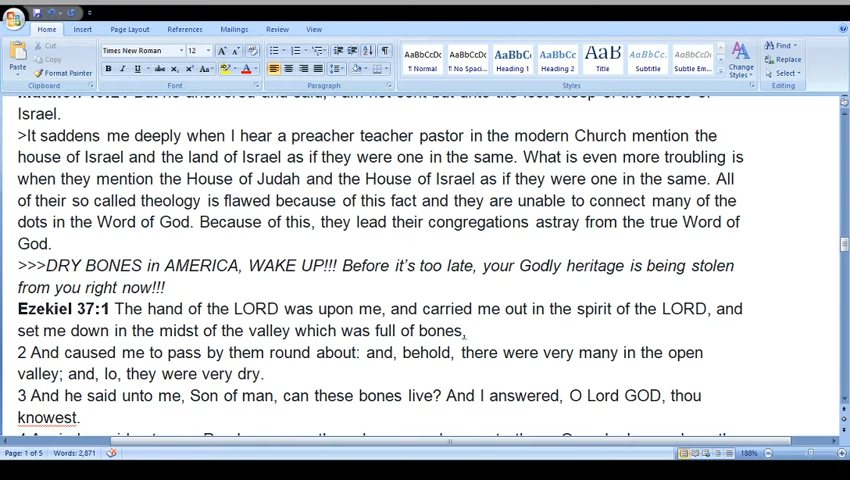 Home Insert Page Layout References Mailings Review View
Cut
Copy
Format Painter
Paste
Clipboard
Times New Roman 12
Font
Paragraph
AaBbCcDc AaBbCcDc AaBbCc AaBbCc AaB AaBbCc. AaBbCcDc
¶ Normal ¶ No Spaci... Heading 1 Heading 2 Title Subtitle Subtle Em...
Change Styles
Styles
Find
Replace
Select
Editing
Israel.
>It saddens me deeply when I hear a preacher teacher pastor in the modern Church mention the
house of Israel and the land of Israel as if they were one in the same. What is even more troubling is
when they mention the House of Judah and the House of Israel as if they were one in the same. All
of their so called theology is flawed because of this fact and they are unable to connect many of the
dots in the Word of God. Because of this, they lead their congregations astray from the true Word of
God.
>>>DRY BONES in AMERICA, WAKE UP!!! Before it's too late, your Godly heritage is being stolen
from you right now!!!
Ezekiel 37:1 The hand of the LORD was upon me, and carried me out in the spirit of the LORD, and
set me down in the midst of the valley which was full of bones,
2 And caused me to pass by them round about: and, behold, there were very many in the open
valley; and, lo, they were very dry.
3 And he said unto me, Son of man, can these bones live? And I answered, O Lord GOD, thou
knowest.
Page: 1 of 5 Words: 2,871 188%